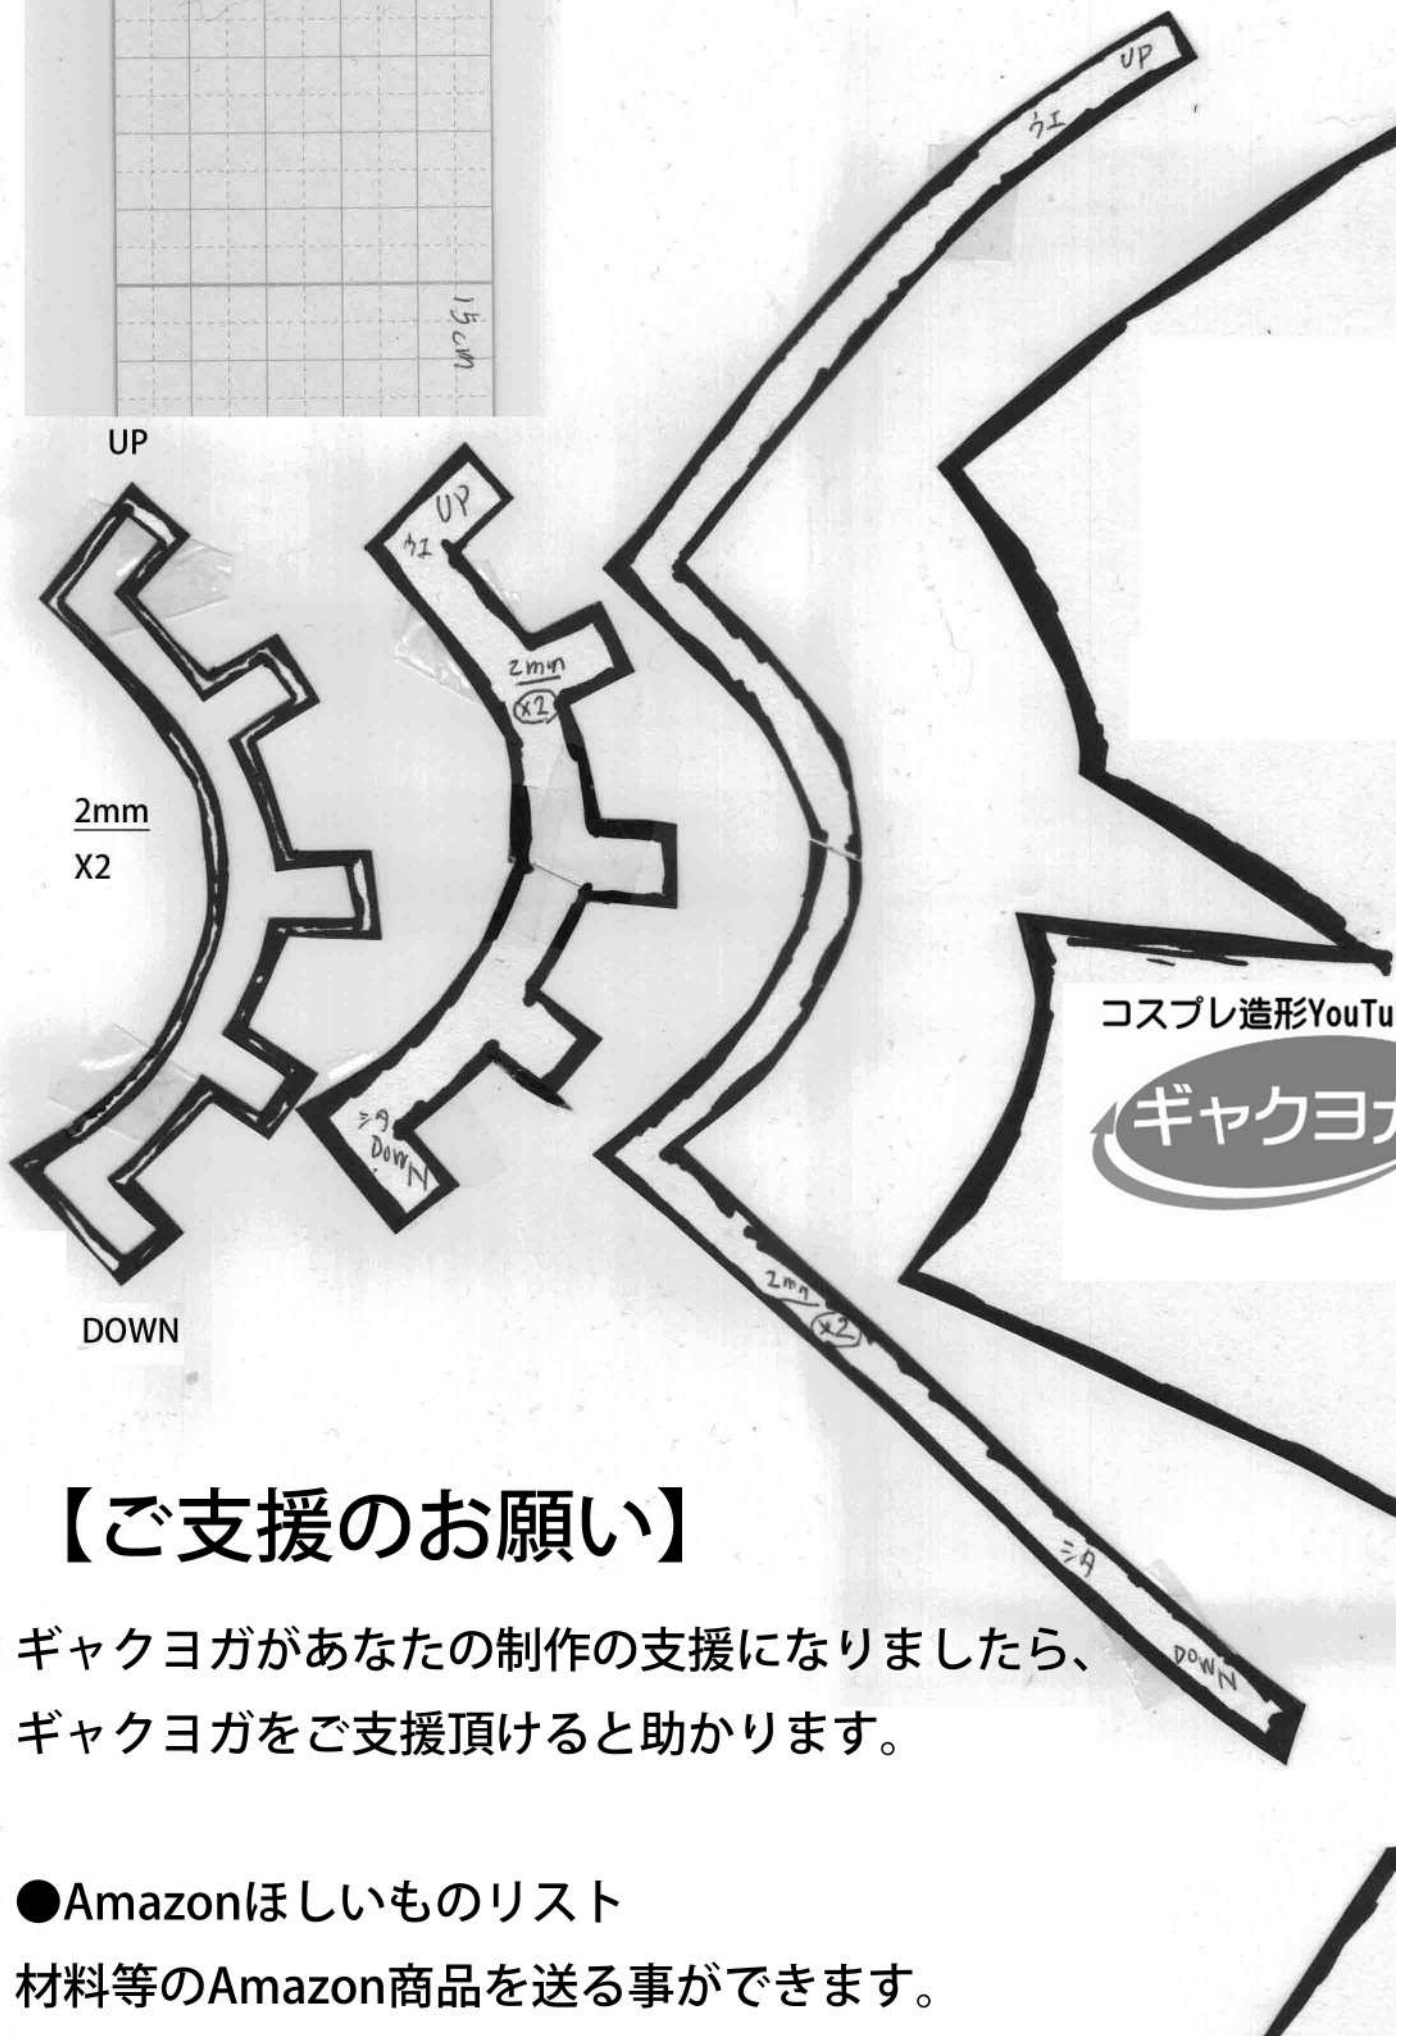 UP
ウエ
15cm
UP
UP
ウエ
2mm
X2
2mm
X2
コスプレ造形YouTu
ギャクヨガ
シタ
DOWN
2mm
X2
DOWN
シタ
DOWN
【ご支援のお願い】
ギャクヨガがあなたの制作の支援になりましたら、
ギャクヨガをご支援頂けると助かります。
●Amazonほしいものリスト
材料等のAmazon商品を送る事ができます。